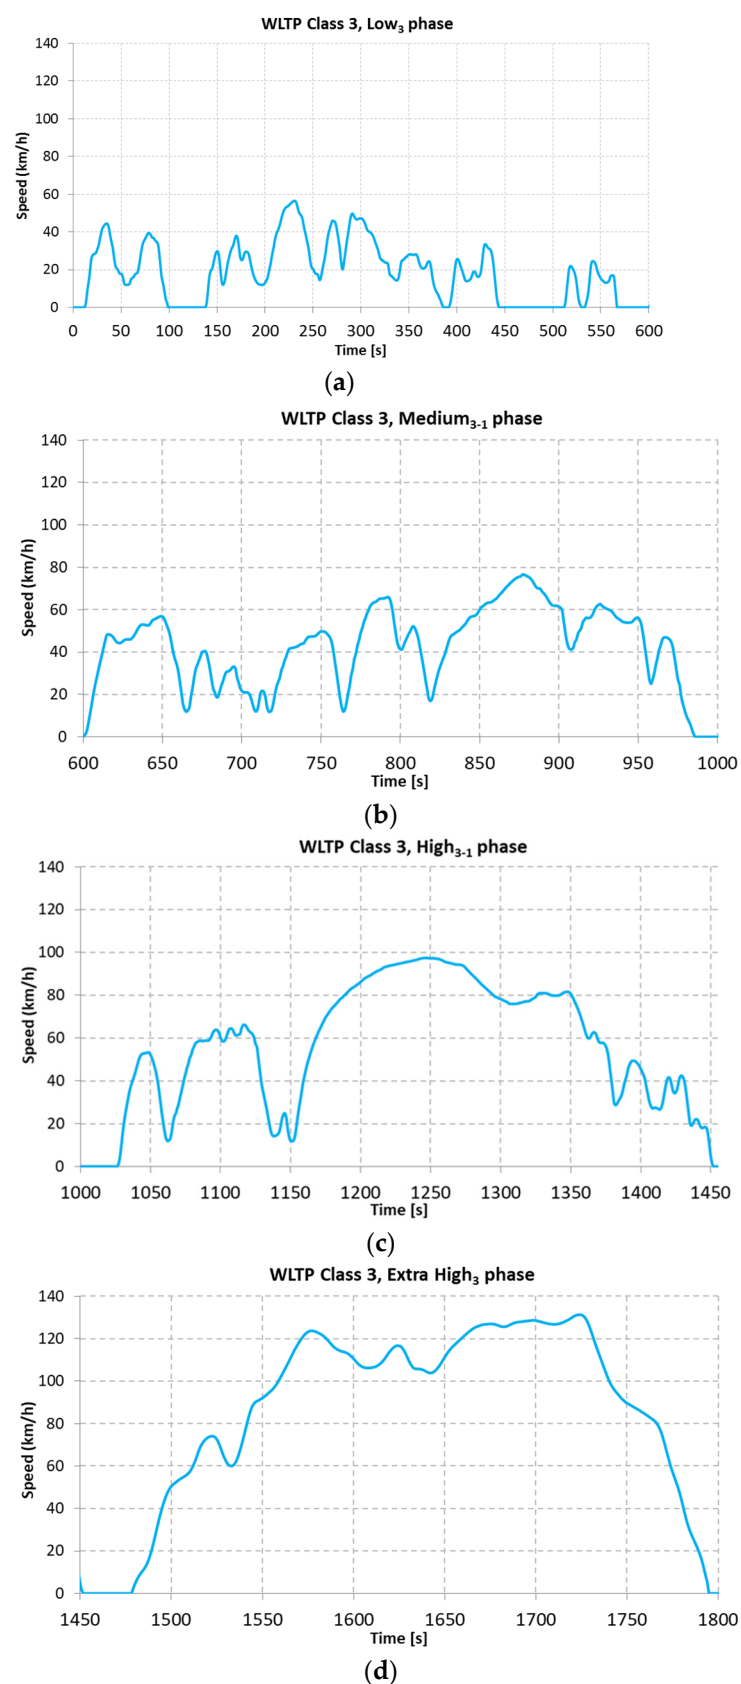 WLTP Class 3, Low3 phase
140
120
100
80
60
40
20
0
Speed (km/h)
0 50 100 150 200 250 300 350 400 450 500 550 600
Time [s]
(a)
WLTP Class 3, Medium3-1 phase
140
120
100
80
60
40
20
0
Speed (km/h)
600 650 700 750 800 850 900 950 1000
Time [s]
(b)
WLTP Class 3, High3-1 phase
140
120
100
80
60
40
20
0
Speed (km/h)
1000 1050 1100 1150 1200 1250 1300 1350 1400 1450
Time [s]
(c)
WLTP Class 3, Extra High3 phase
140
120
100
80
60
40
20
0
Speed (km/h)
1450 1500 1550 1600 1650 1700 1750 1800
Time [s]
(d)